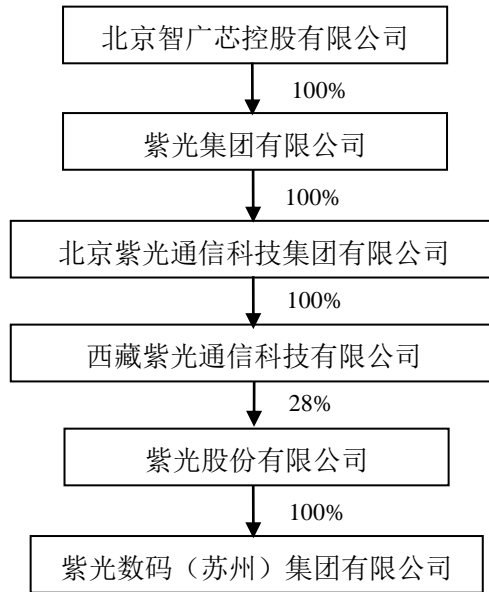 北京智广芯控股有限公司
100%
紫光集团有限公司
100%
北京紫光通信科技集团有限公司
100%
西藏紫光通信科技有限公司
28%
紫光股份有限公司
100%
紫光数码（苏州）集团有限公司